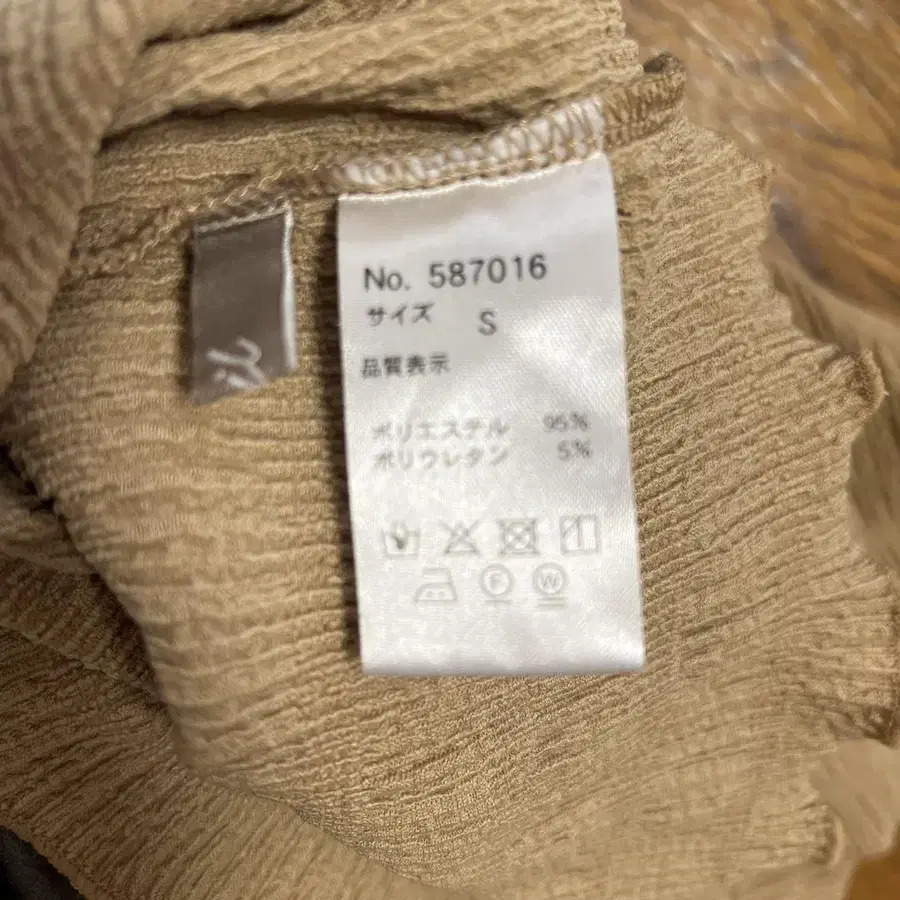 No. 587016
サイズ S
品質表示
ポリエステル 95%
ポリウレタン 5%
F W